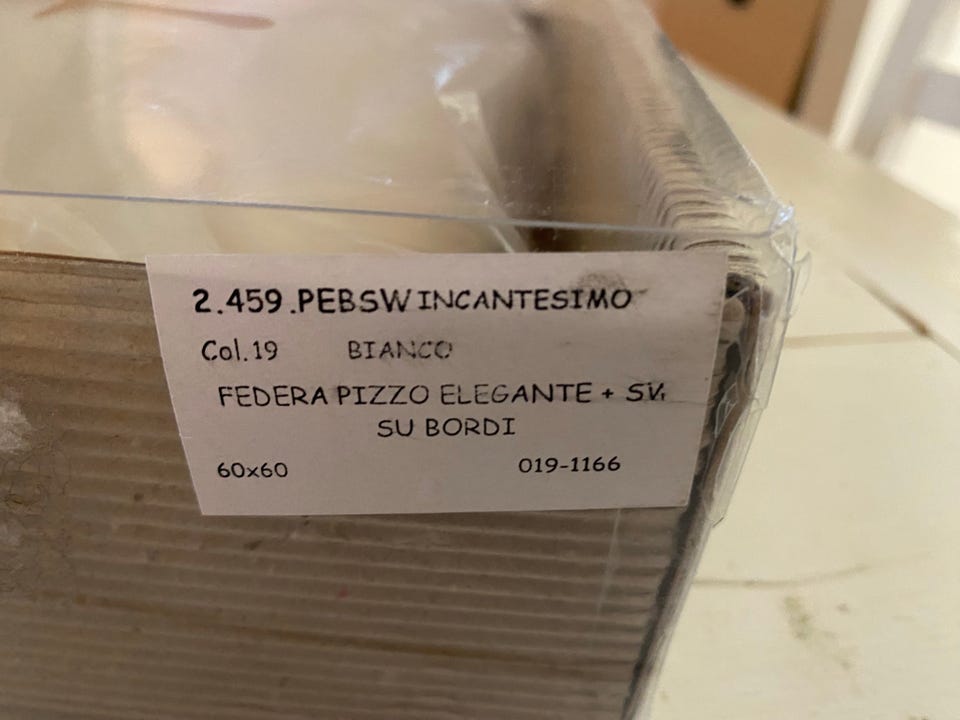 2.459.PEBSW INCANTESIMO
Col.19 BIANCO
FEDERA PIZZO ELEGANTE + SV.
SU BORDI
60x60 019-1166